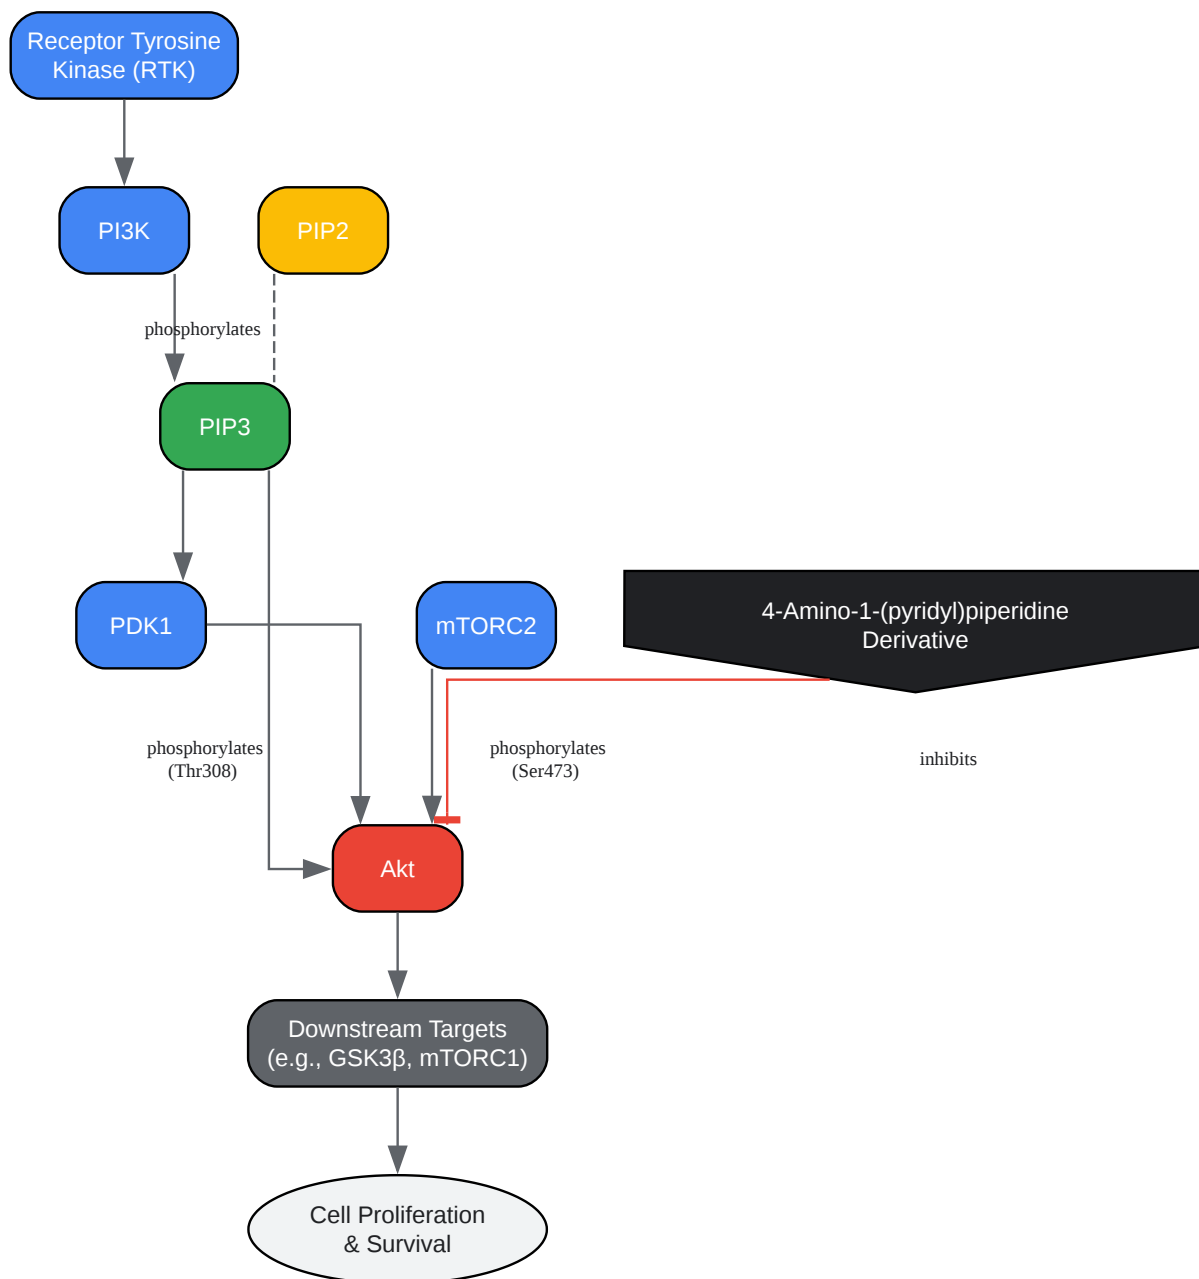 Receptor Tyrosine
Kinase (RTK)
PI3K
PIP2
phosphorylates
PIP3
PDK1
mTORC2
4-Amino-1-(pyridyl)piperidine
Derivative
phosphorylates
(Thr308)
phosphorylates
(Ser473)
inhibits
Akt
Downstream Targets
(e.g., GSK3β, mTORC1)
Cell Proliferation
& Survival